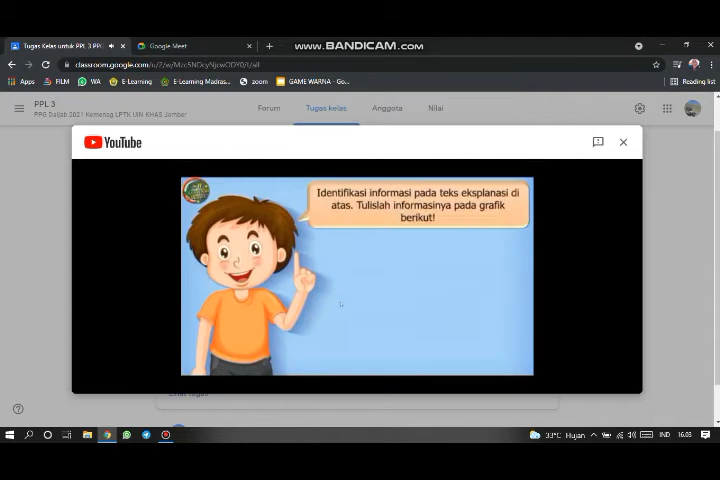 Tugas Kelas untuk PPL 3 PPG
Google Meet
WWW.BANDICAM.COM
classroom.google.com/u/2/w/Mzc5NDcyNjcwODY0/t/all
Apps
FILM
WA
E-Learning
E-Learning Madras...
zoom
GAME WARNA - Go...
Reading list
PPL 3
PPG Daljab 2021 Kemenag LPTK UIN KHAS Jember
Forum
Tugas kelas
Anggota
Nilai
YouTube
Identifikasi informasi pada teks eksplanasi di
atas. Tulislah informasinya pada grafik
berikut!
Lihat tugas
33°C Hujan
IND
16.03